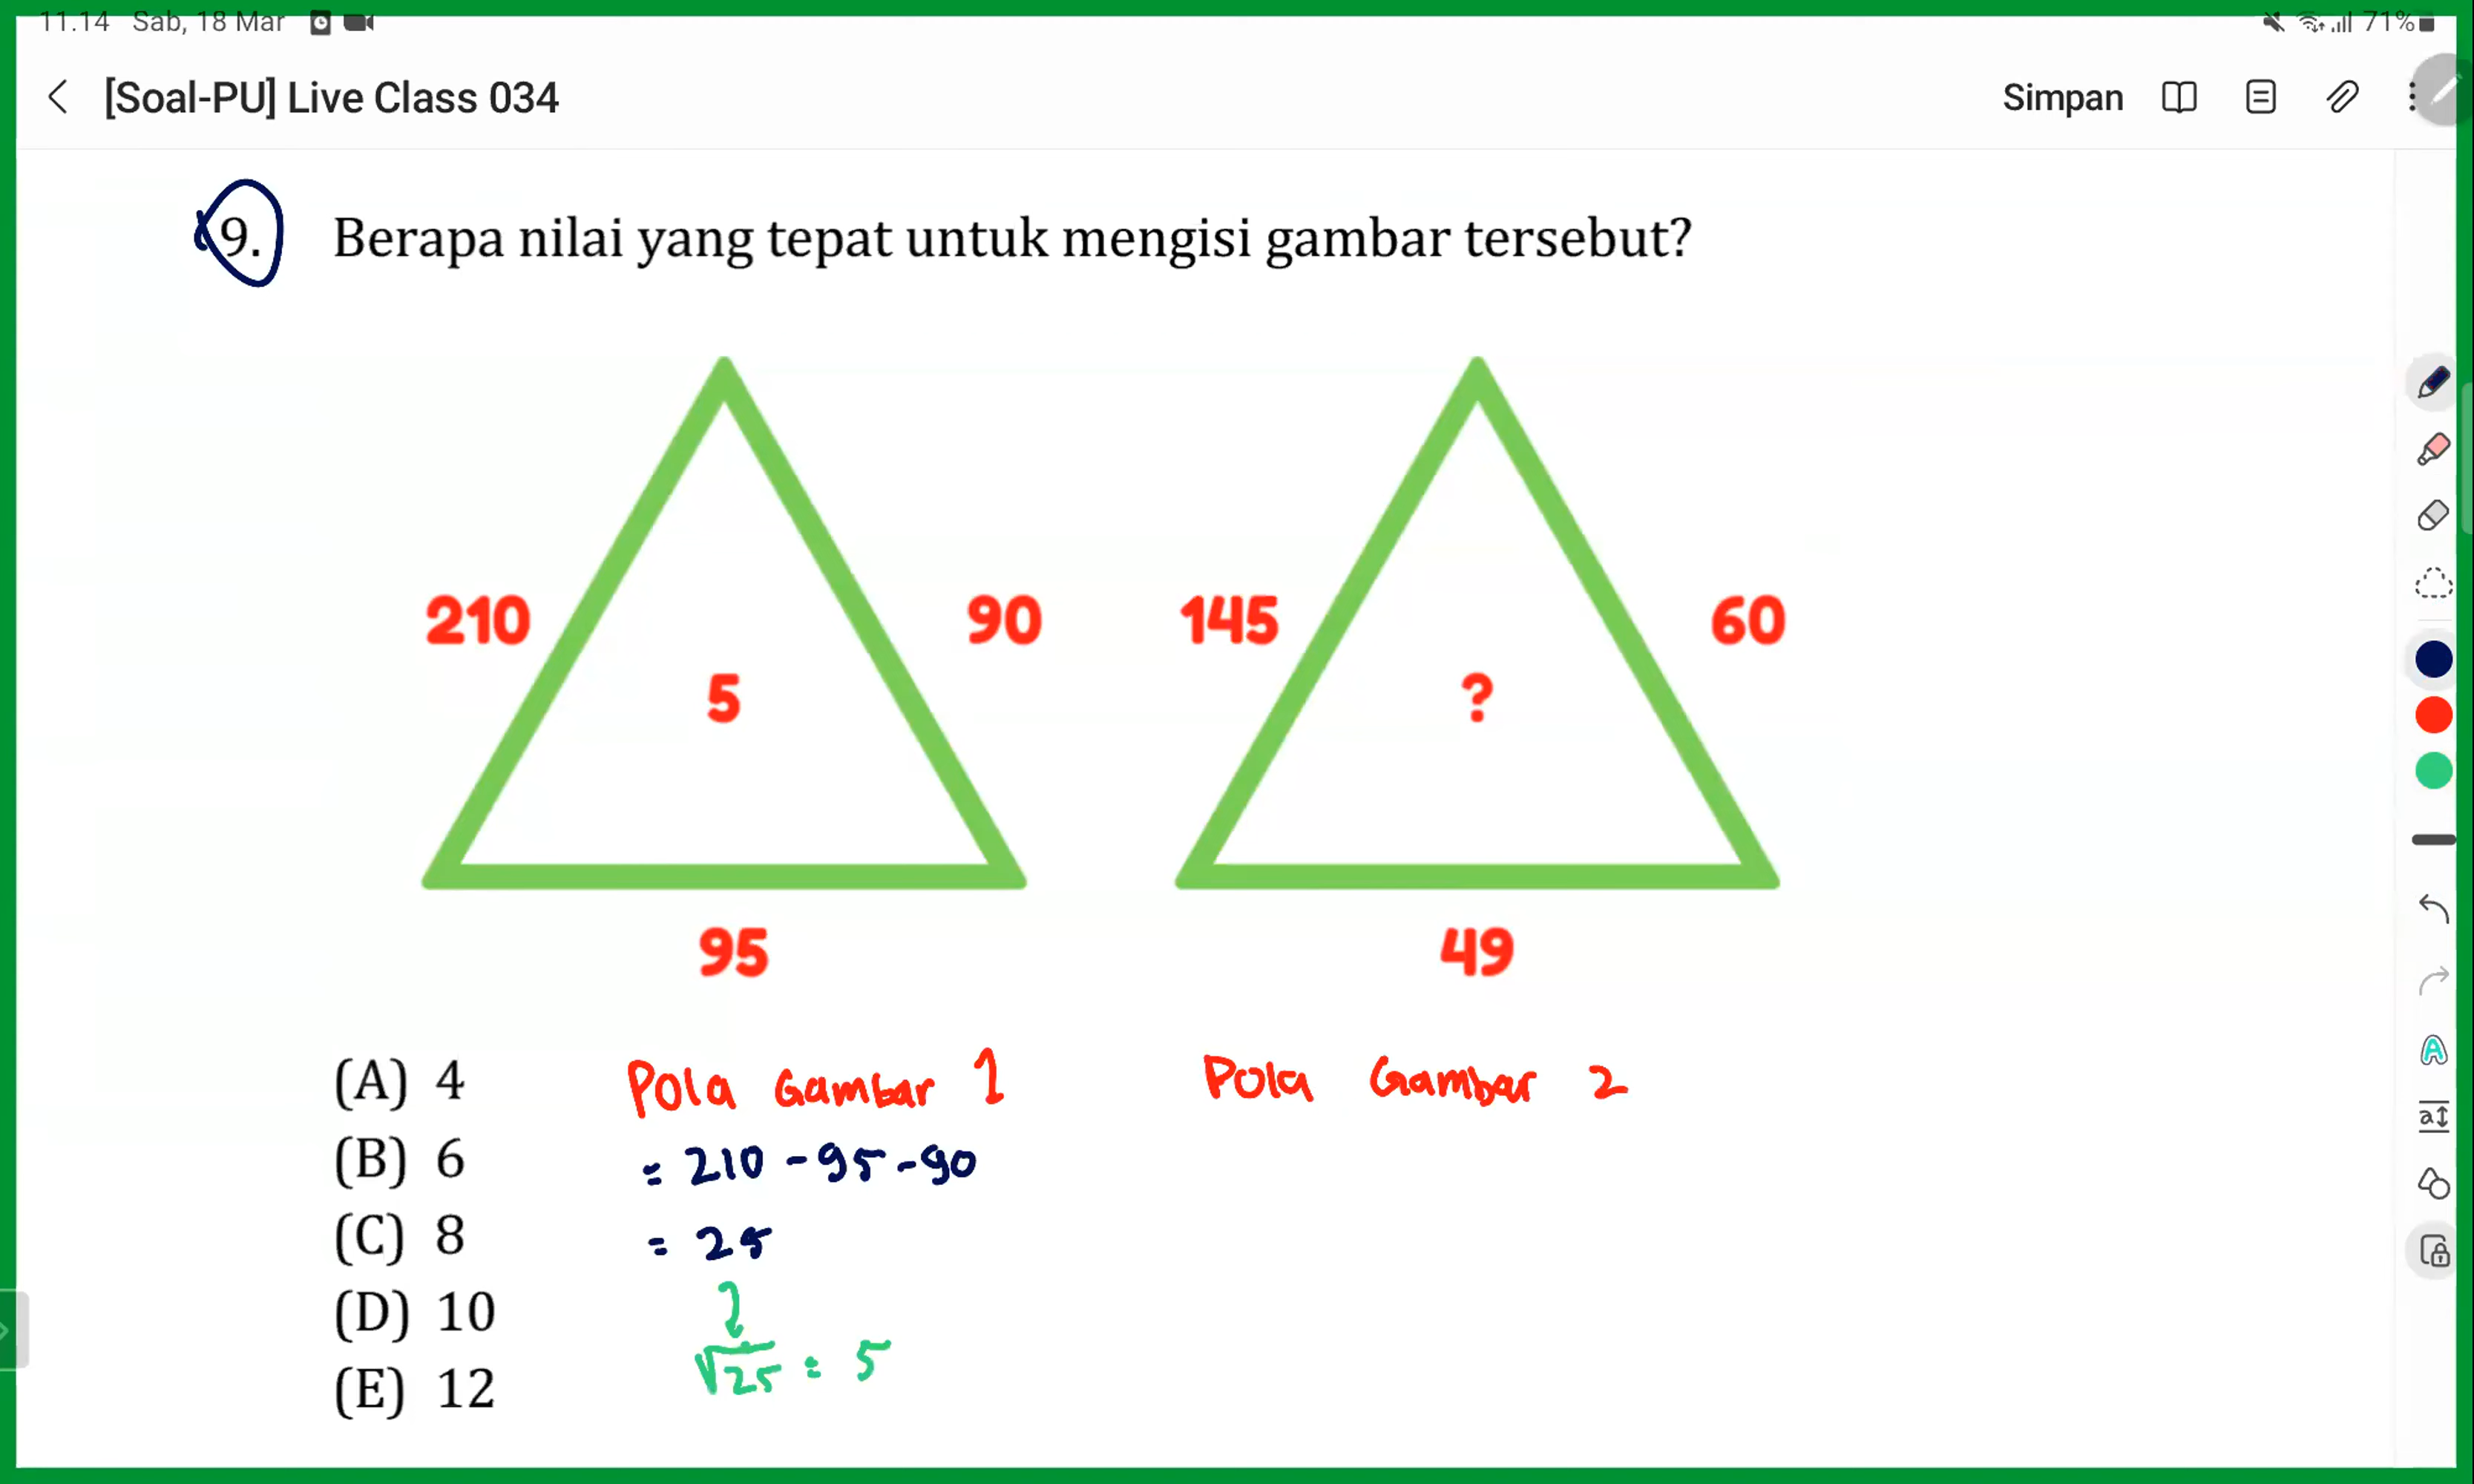 11.14 Sab, 18 Mar 71%
[Soal-PU] Live Class 034 Simpan
9. Berapa nilai yang tepat untuk mengisi gambar tersebut?
210 90 145 60
5 ?
95 49
(A) 4 Pola Gambar 1 Pola Gambar 2
(B) 6 = 210 - 95 - 90
(C) 8 = 25
(D) 10
(E) 12 √25 = 5